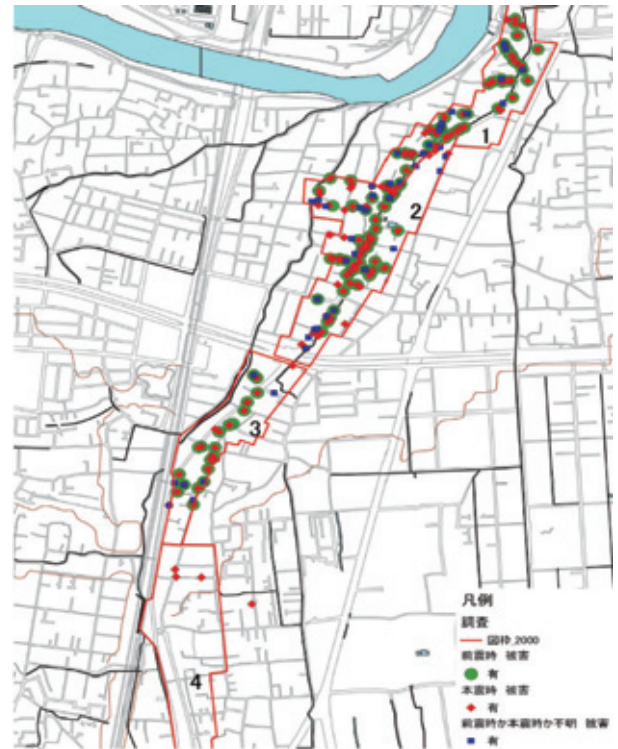 1
2
3
4
凡例
調査
図枠_2000
前震時 被害
有
本震時 被害
有
前震時か本震時か不明 被害
有